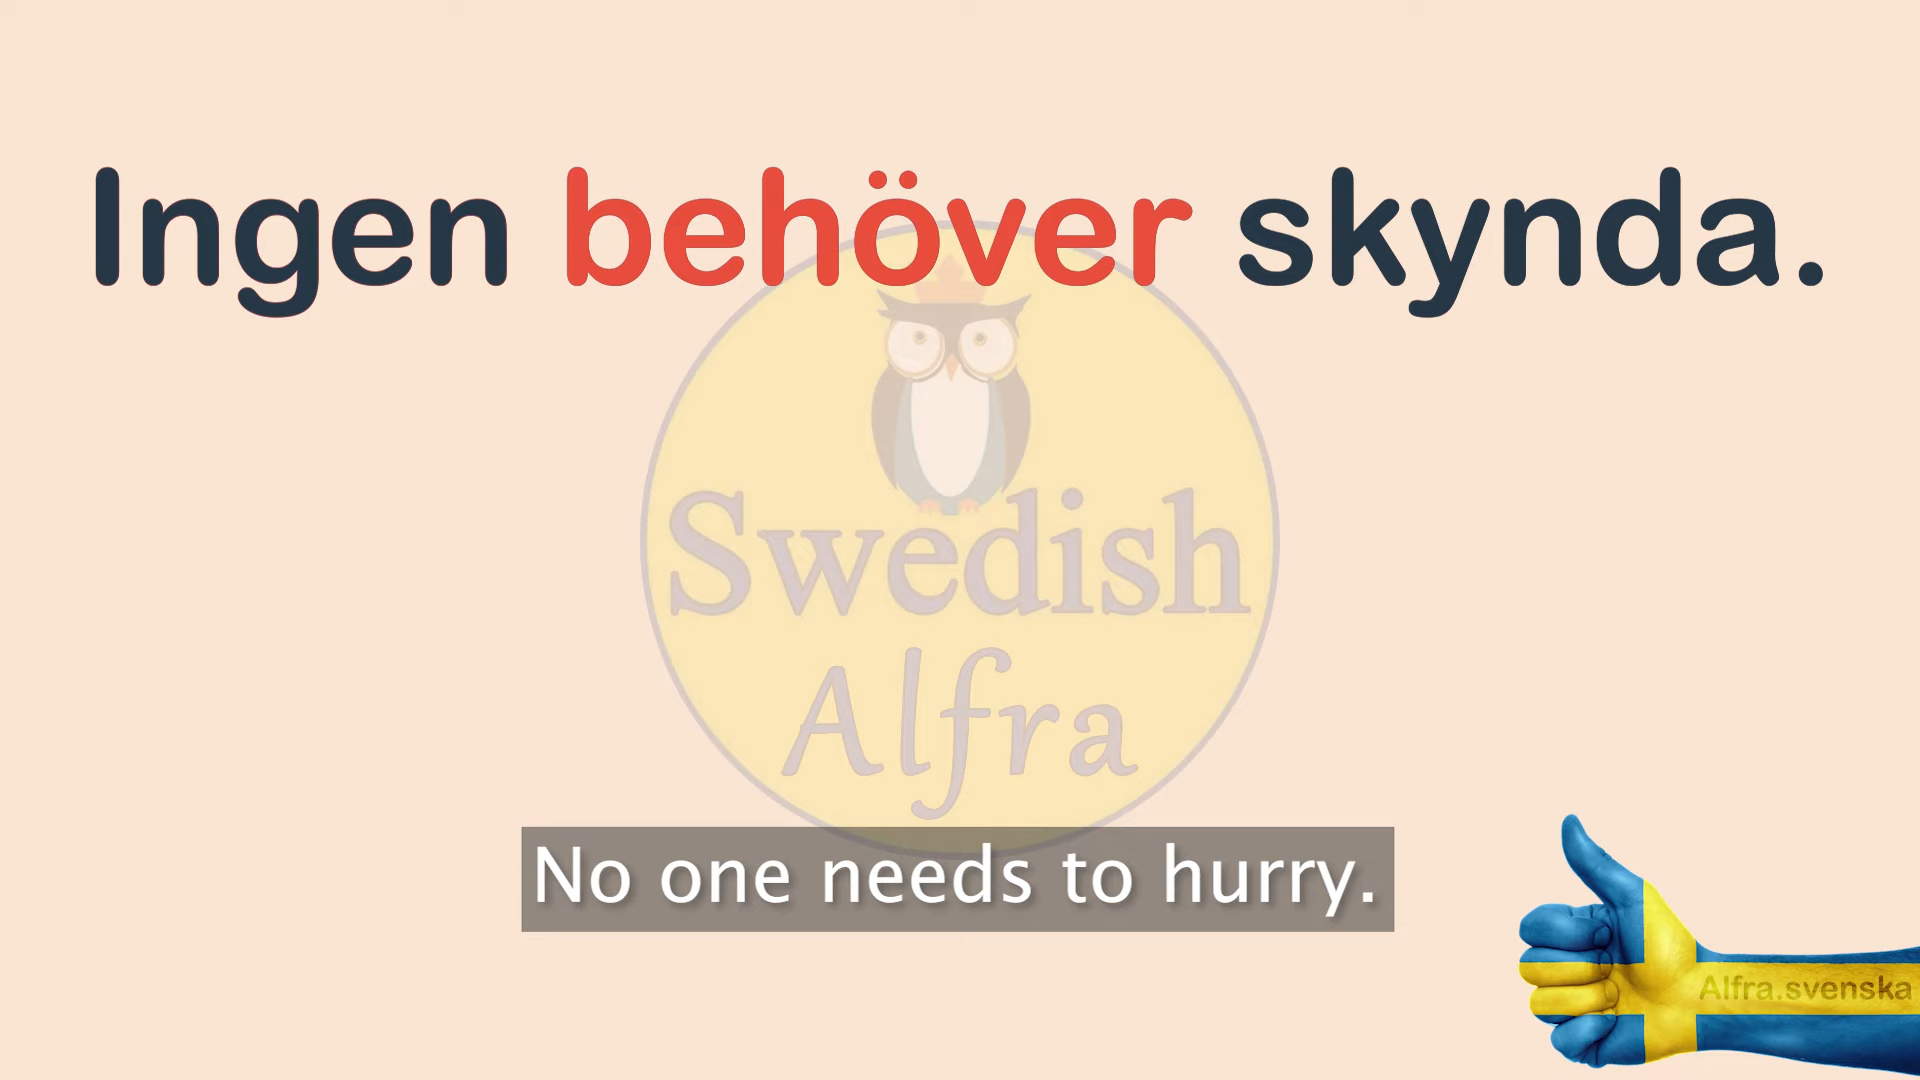 Ingen behöver skynda.
Swedish
Alfra
No one needs to hurry.
Alfra.svenska